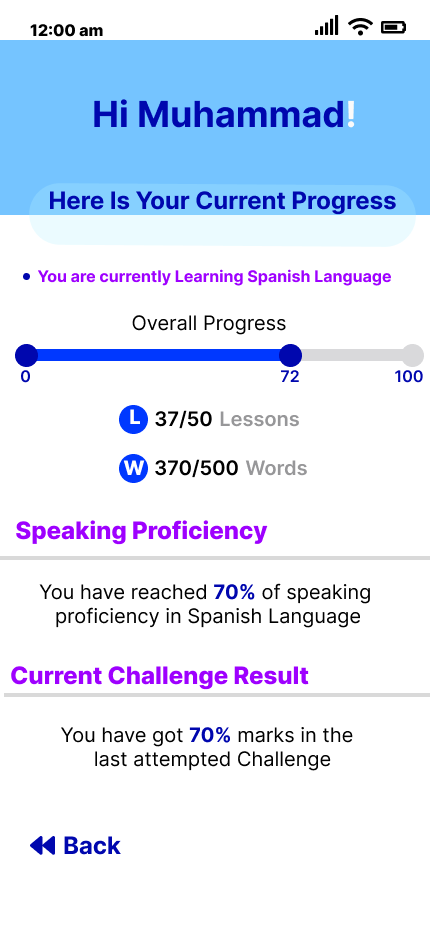 12:00 am
Hi Muhammad!
Here Is Your Current Progress
• You are currently Learning Spanish Language
Overall Progress
0 72 100
L 37/50 Lessons
W 370/500 Words
Speaking Proficiency
You have reached 70% of speaking
proficiency in Spanish Language
Current Challenge Result
You have got 70% marks in the
last attempted Challenge
Back